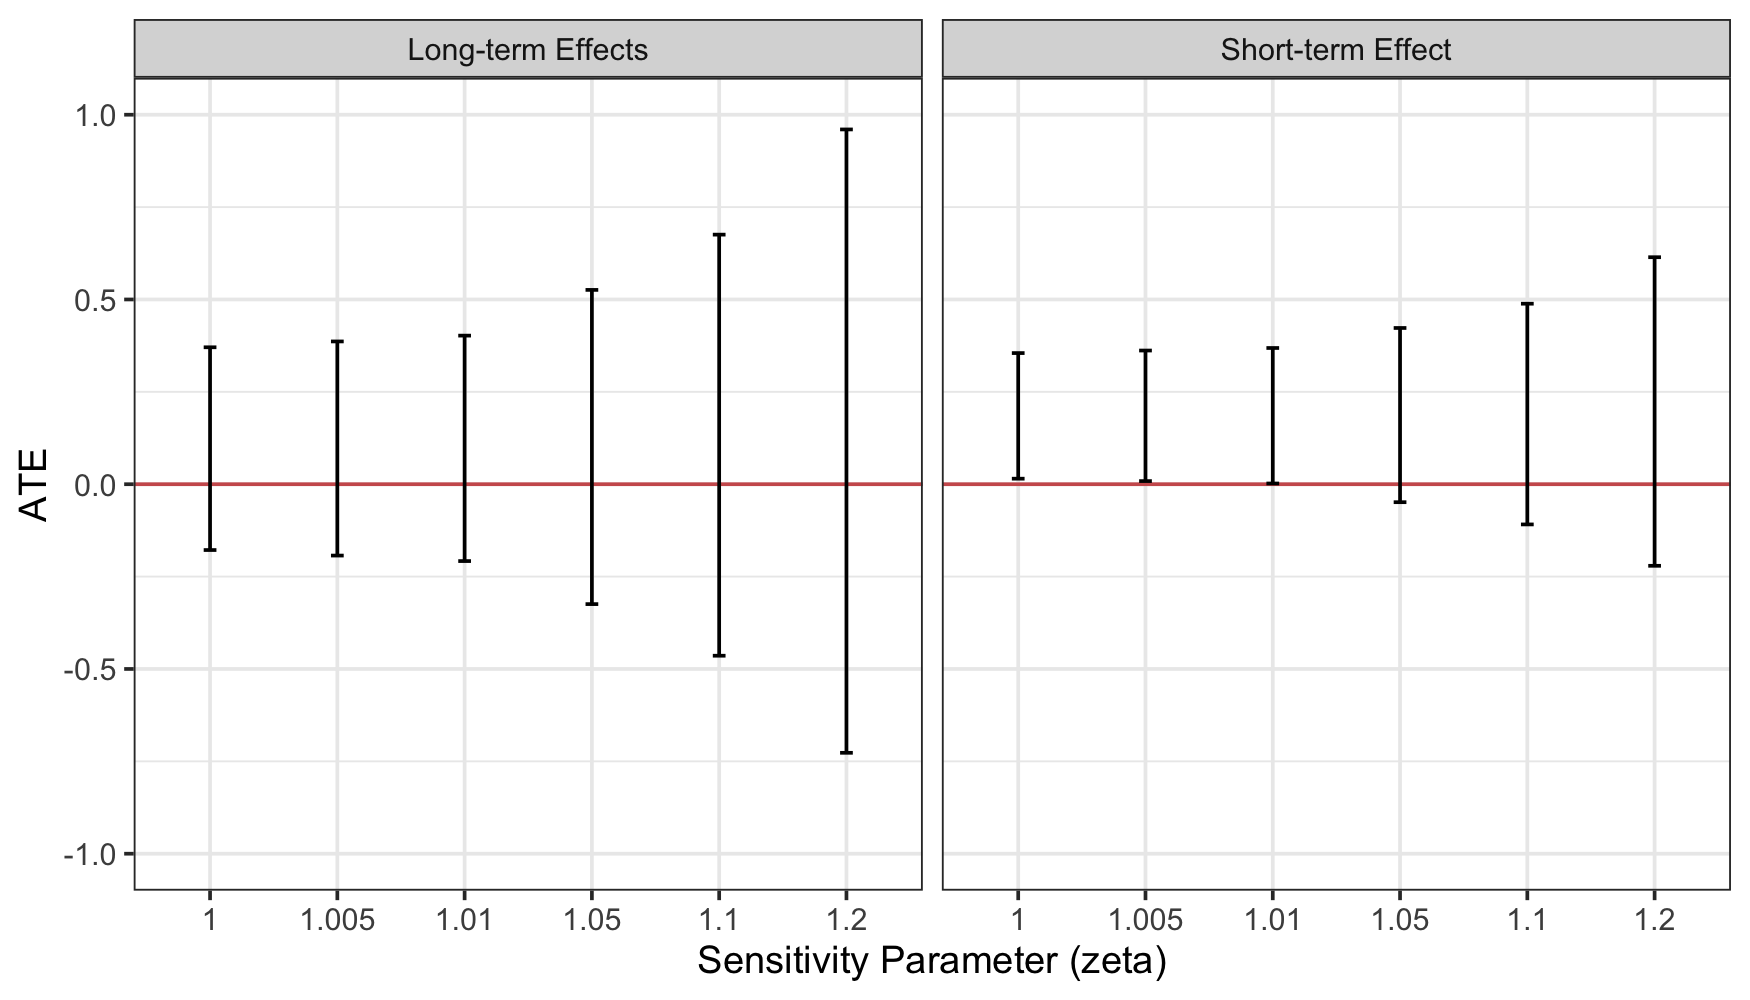 Long-term Effects
Short-term Effect
1.0
0.5
0.0
-0.5
-1.0
ATE
1 1.005 1.01 1.05 1.1 1.2
1 1.005 1.01 1.05 1.1 1.2
Sensitivity Parameter (zeta)